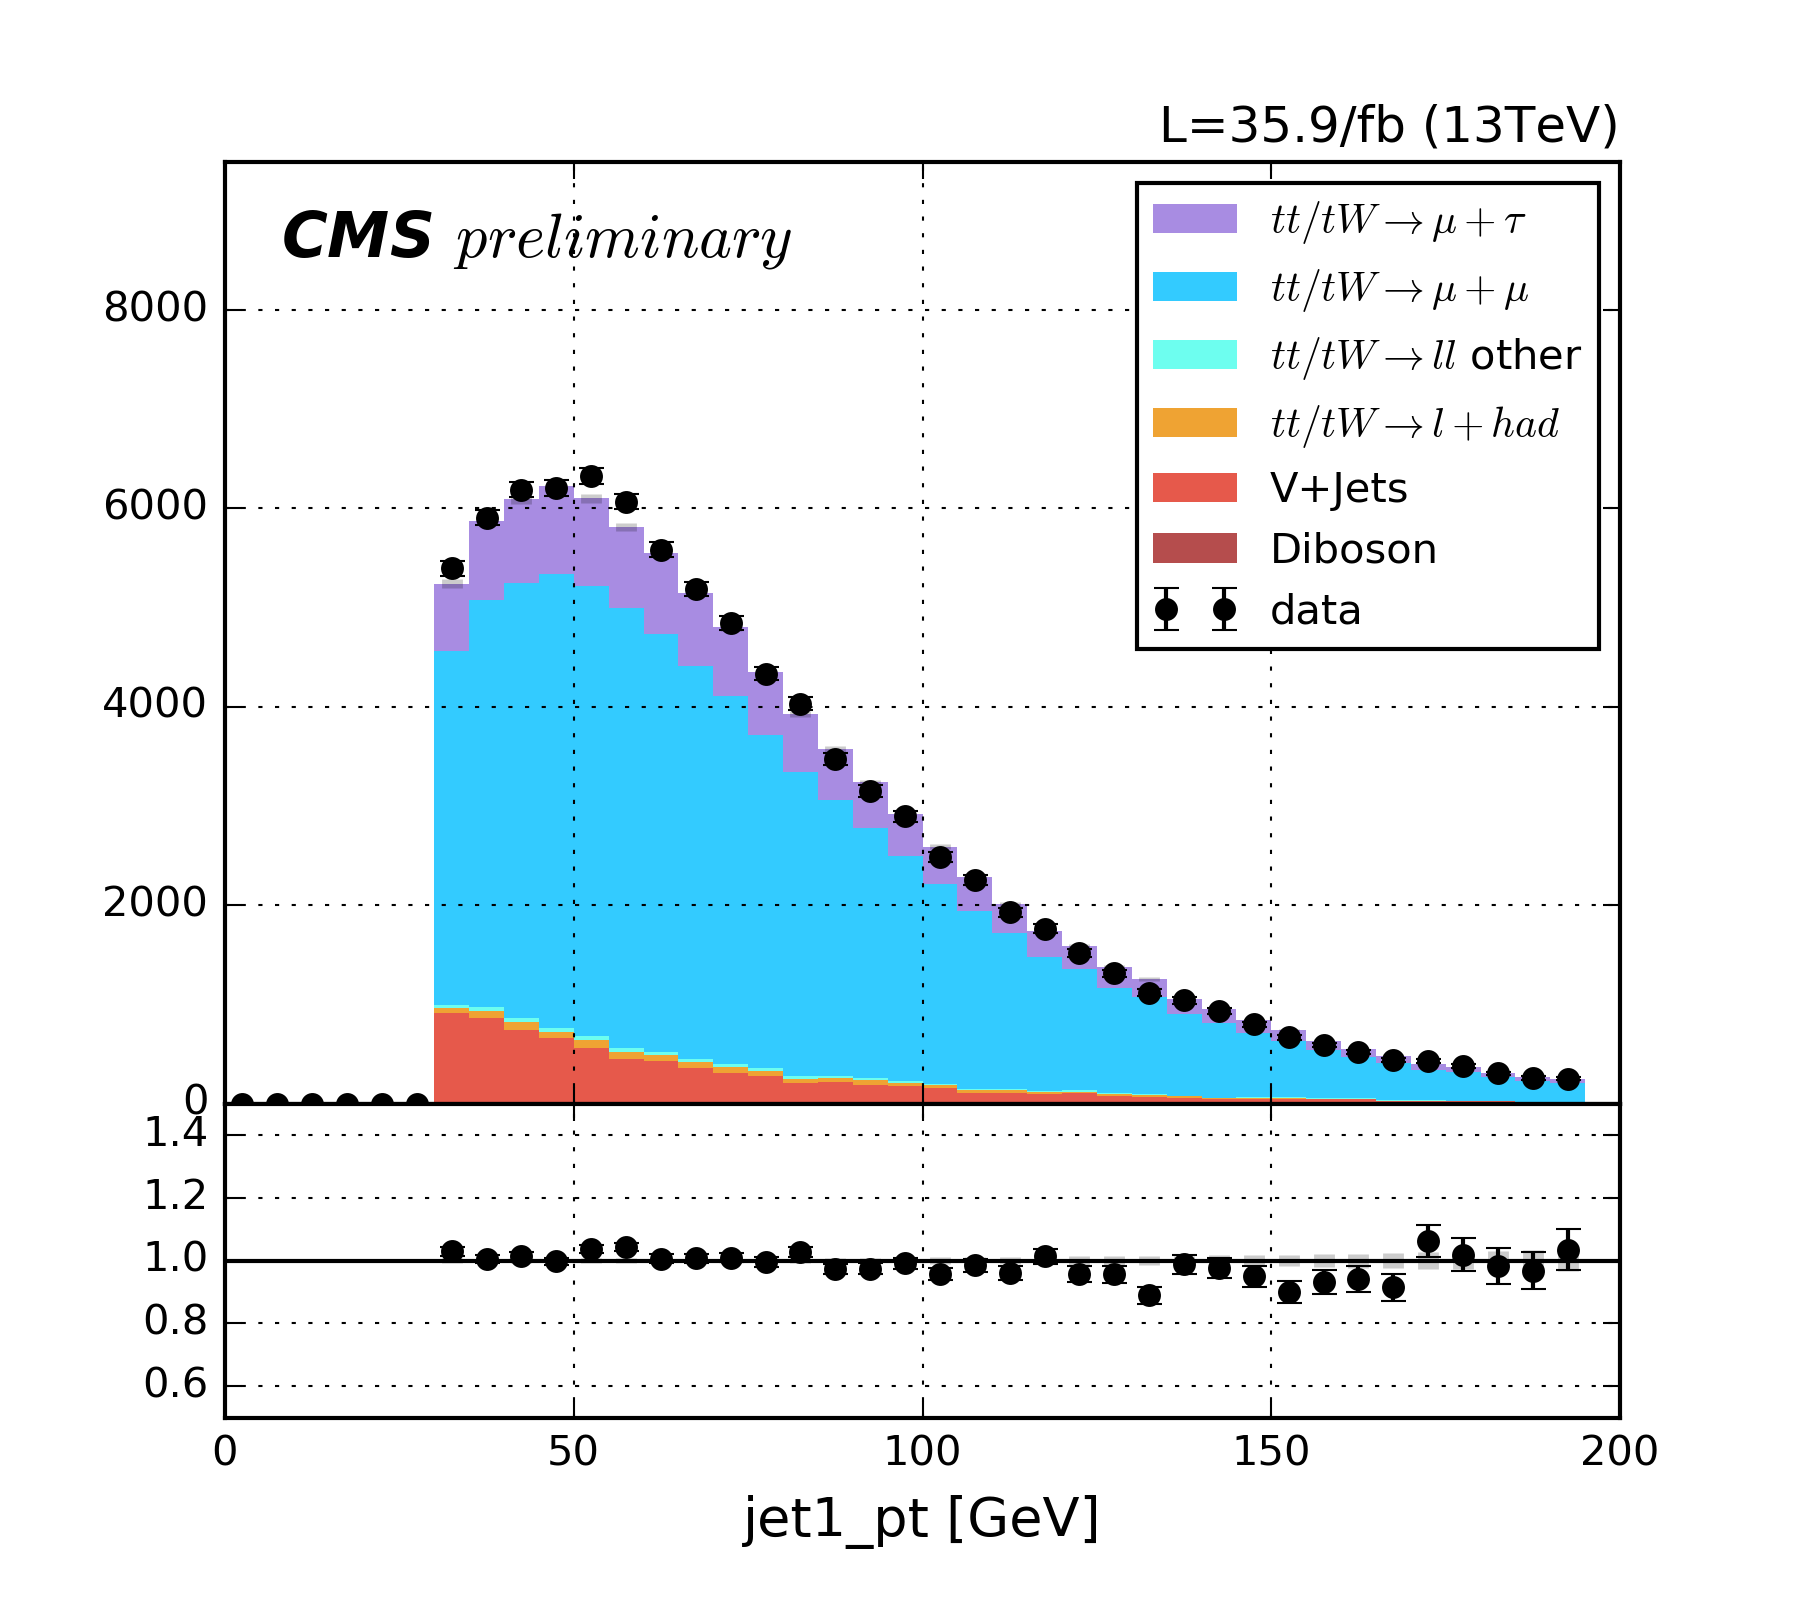 L=35.9/fb (13TeV)
CMS preliminary
tt/tW→μ+τ
tt/tW→μ+μ
tt/tW→ll other
tt/tW→l+had
V+Jets
Diboson
data
8000
6000
4000
2000
0
1.4
1.2
1.0
0.8
0.6
0 50 100 150 200
jet1_pt [GeV]